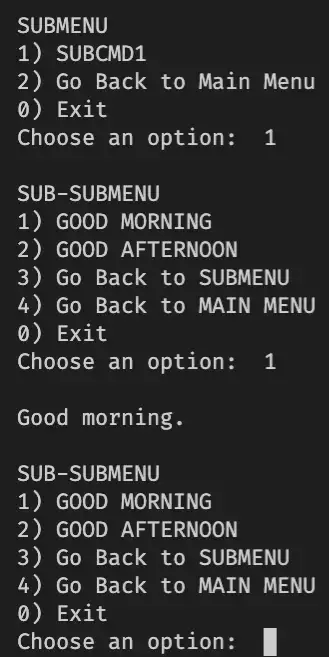 SUBMENU
1) SUBCMD1
2) Go Back to Main Menu
0) Exit
Choose an option:  1
SUB-SUBMENU
1) GOOD MORNING
2) GOOD AFTERNOON
3) Go Back to SUBMENU
4) Go Back to MAIN MENU
0) Exit
Choose an option:  1
Good morning.
SUB-SUBMENU
1) GOOD MORNING
2) GOOD AFTERNOON
3) Go Back to SUBMENU
4) Go Back to MAIN MENU
0) Exit
Choose an option: